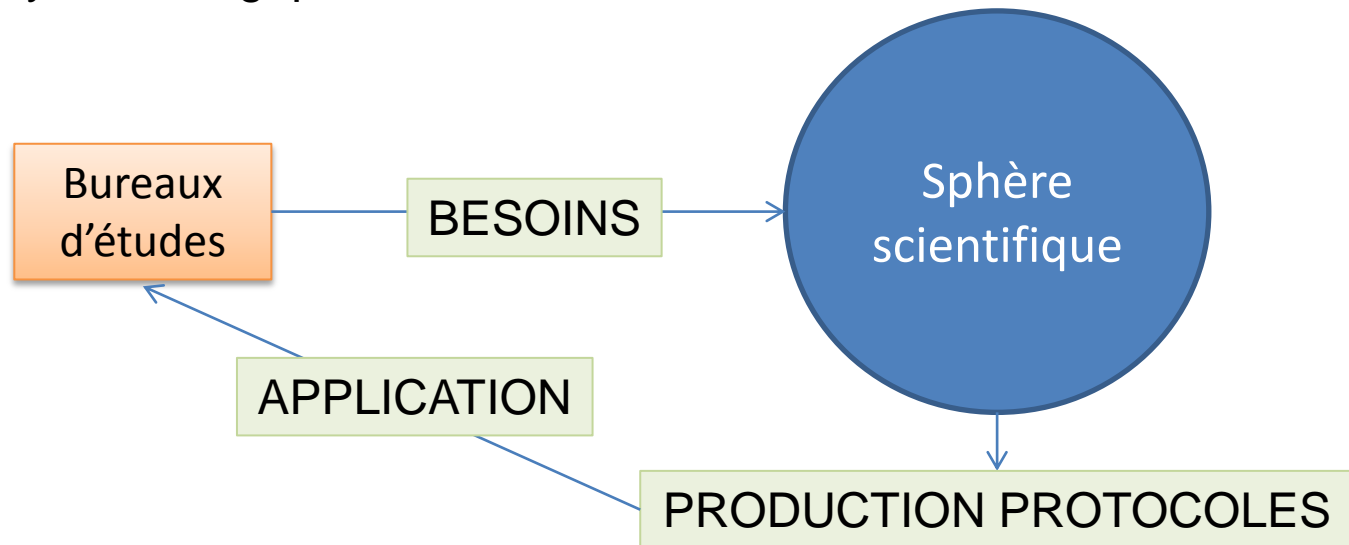 Bureaux
d’études
BESOINS
Sphère
scientifique
APPLICATION
PRODUCTION PROTOCOLES